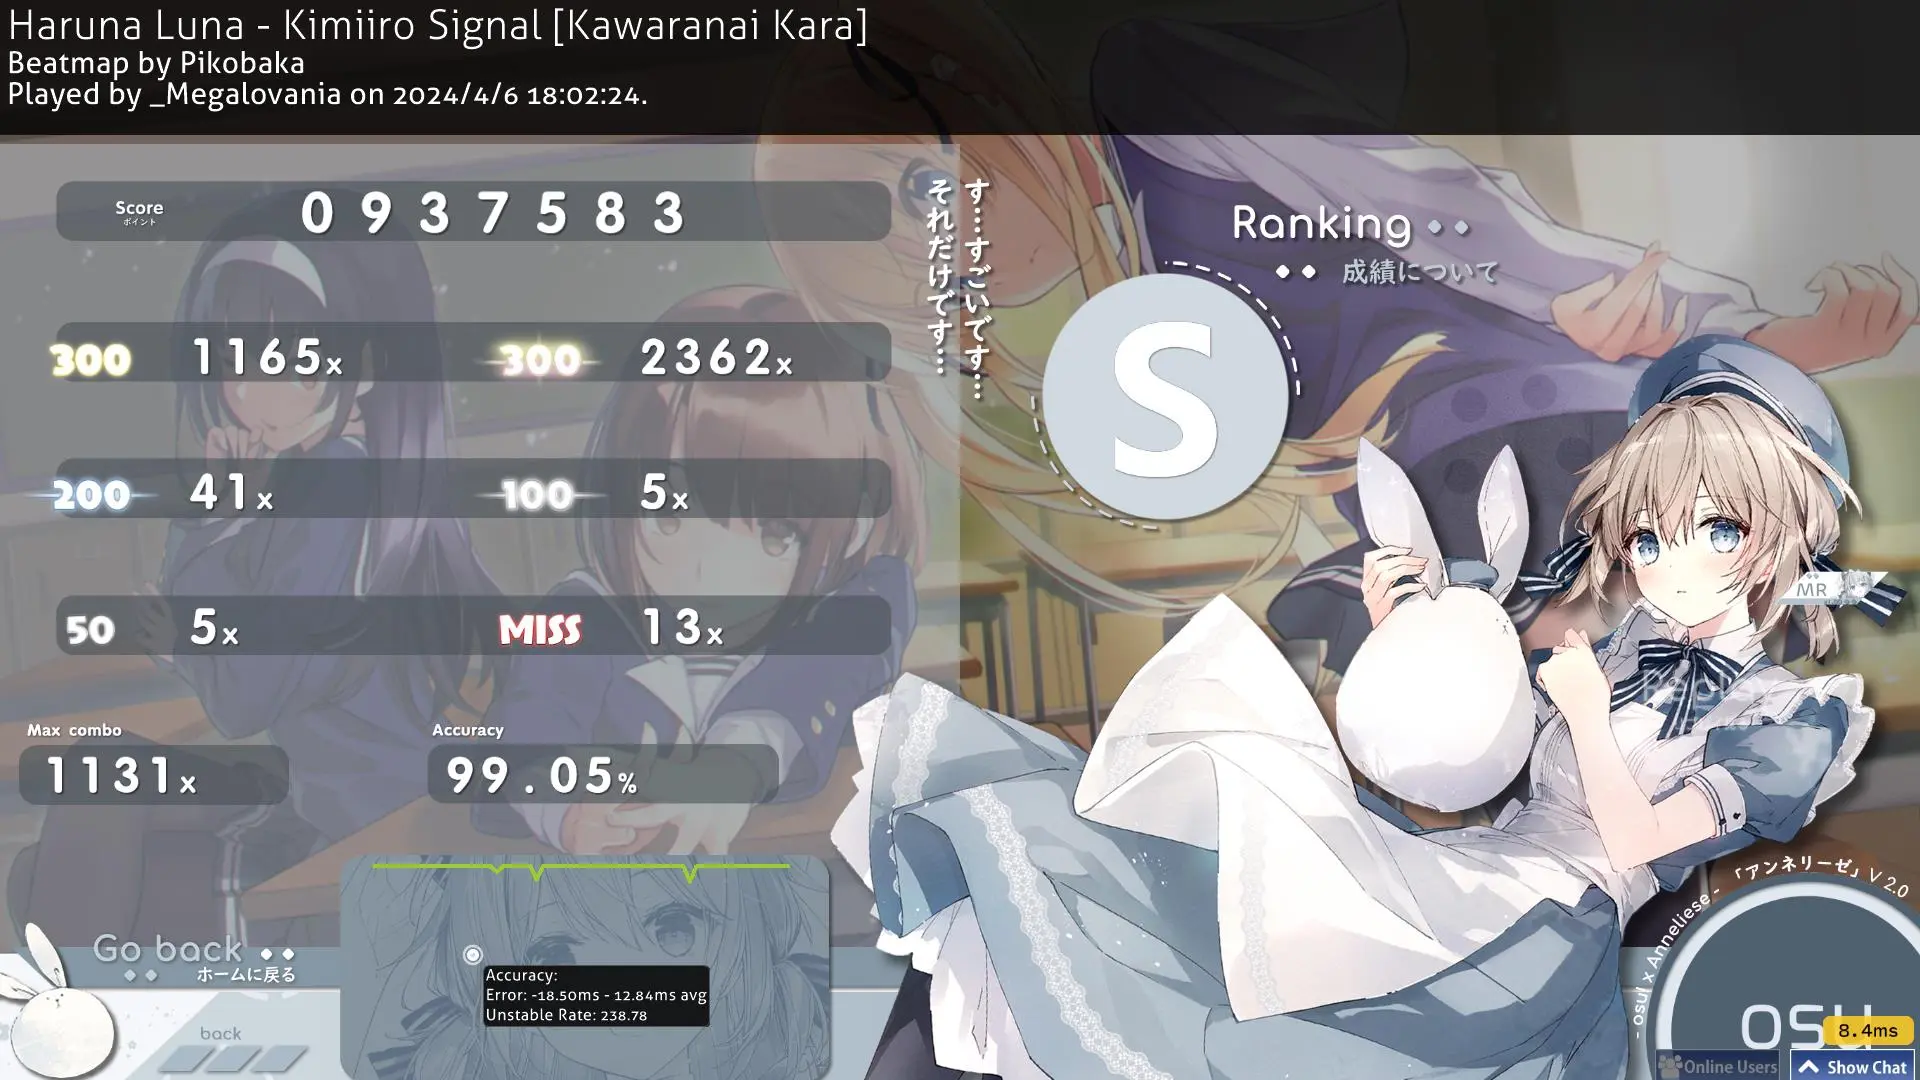 Haruna Luna - Kimiiro Signal [Kawaranai Kara]
Beatmap by Pikobaka
Played by _Megalovania on 2024/4/6 18:02:24.
Score
ポイント
0937583
す…すごいです…
それだけです…
Ranking
成績について
S
300 1165x
300 2362x
200 41x
100 5x
50 5x
MISS 13x
MR
Max combo
1131x
Accuracy
99.05%
Go back
ホームに戻る
back
Accuracy:
Error: -18.50ms - 12.84ms avg
Unstable Rate: 238.78
- osu! x Anneliese - 「アンネリーゼ」 V 2.0
osu
8.4ms
Online Users
Show Chat